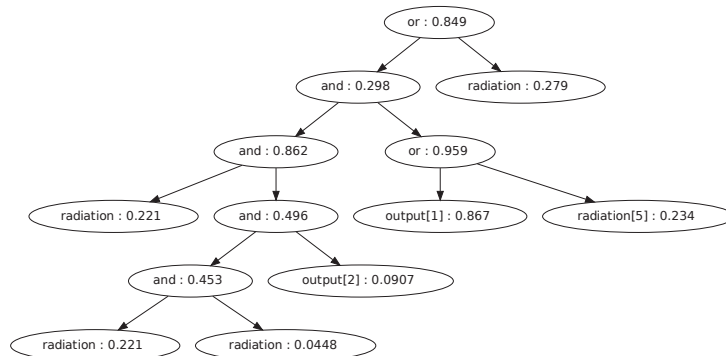 or : 0.849
and : 0.298
radiation : 0.279
and : 0.862
or : 0.959
radiation : 0.221
and : 0.496
output[1] : 0.867
radiation[5] : 0.234
and : 0.453
output[2] : 0.0907
radiation : 0.221
radiation : 0.0448